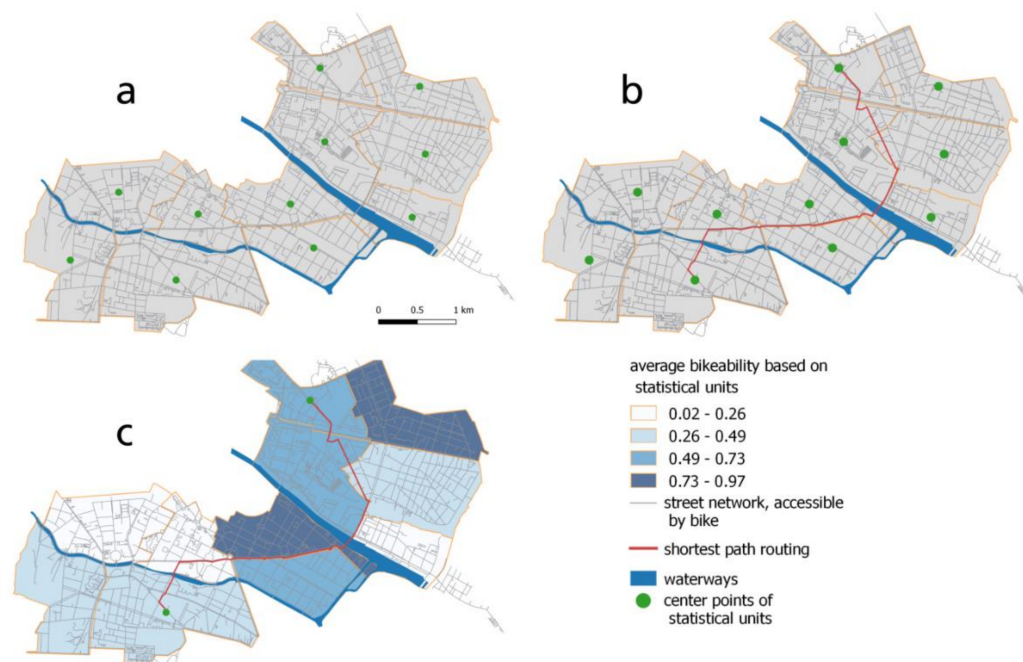 a
b
0 0.5 1 km
c
average bikeability based on
statistical units
0.02 - 0.26
0.26 - 0.49
0.49 - 0.73
0.73 - 0.97
street network, accessible
by bike
shortest path routing
waterways
center points of
statistical units